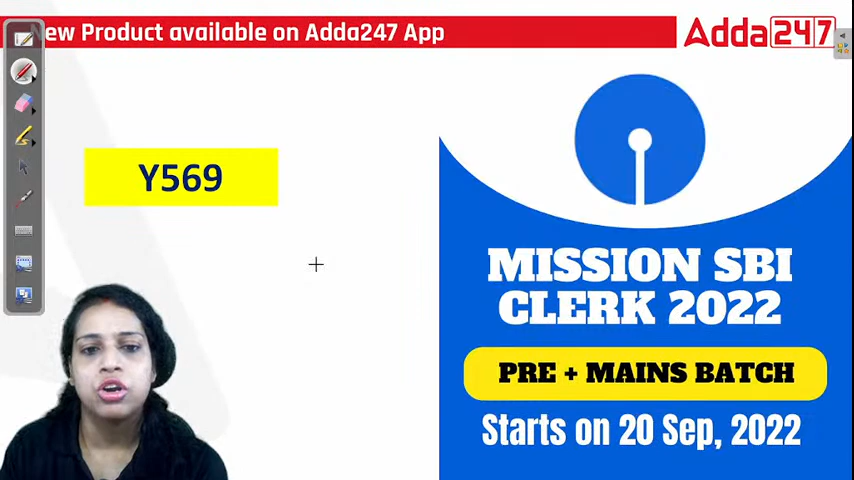 New Product available on Adda247 App
Adda247
Y569
MISSION SBI
CLERK 2022
PRE + MAINS BATCH
Starts on 20 Sep, 2022